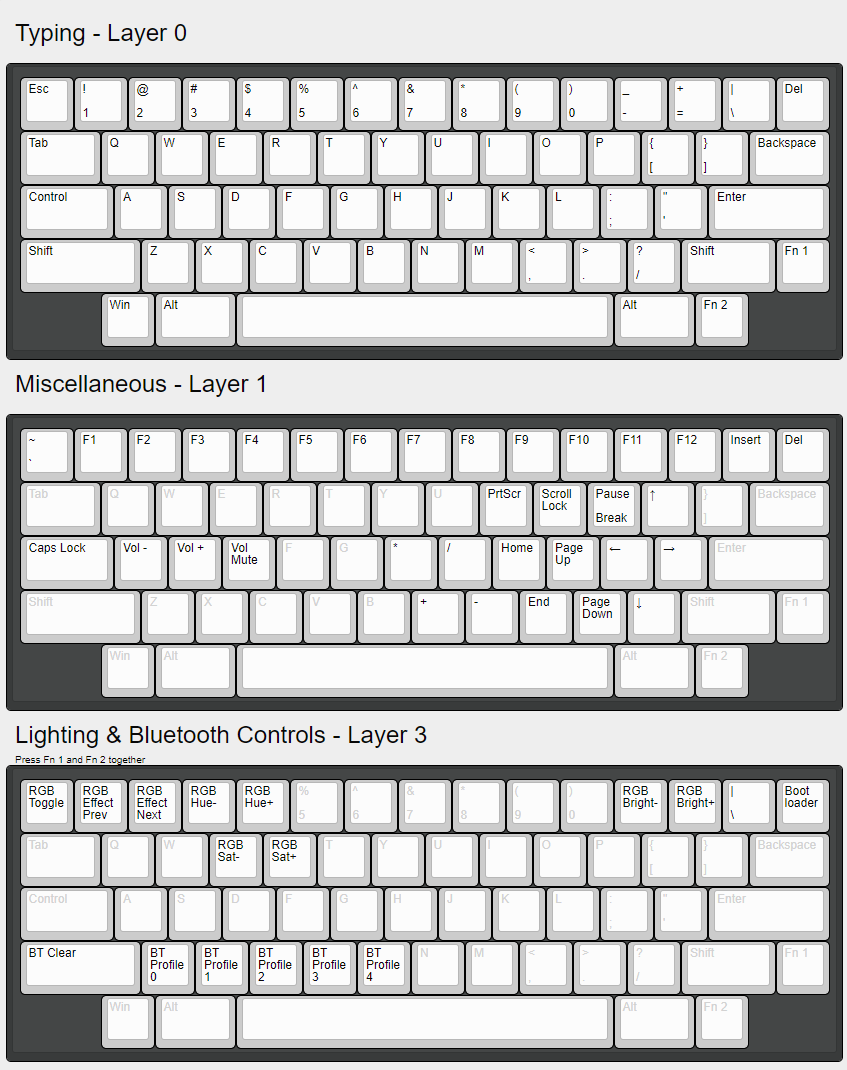 Typing - Layer 0
Esc ! @ # $ % ^ & * ( ) _ + | Del
1 2 3 4 5 6 7 8 9 0 - = \
Tab Q W E R T Y U I O P { } Backspace
[ ]
Control A S D F G H J K L : " Enter
; '
Shift Z X C V B N M < > ? Shift Fn 1
, . /
Win Alt Alt Fn 2
Miscellaneous - Layer 1
~ F1 F2 F3 F4 F5 F6 F7 F8 F9 F10 F11 F12 Insert Del
`
Tab Q W E R T Y U PrtScr Scroll Pause ↑ } Backspace
Lock
Break ]
Caps Lock Vol - Vol + Vol F G * / Home Page ← → Enter
Mute Up
Shift Z X C V B + - End Page ↓ Shift Fn 1
Down
Win Alt Alt Fn 2
Lighting & Bluetooth Controls - Layer 3
Press Fn 1 and Fn 2 together
RGB RGB RGB RGB RGB % ^ & * ( ) RGB RGB | Boot
Toggle Effect Effect Hue- Hue+ Bright- Bright+ loader
Prev Next 5 6 7 8 9 0 \
Tab Q W RGB RGB T Y U I O P { } Backspace
Sat- Sat+
[ ]
Control A S D F G H J K L : " Enter
; '
BT Clear BT BT BT BT BT N M < > ? Shift Fn 1
Profile Profile Profile Profile Profile
0 1 2 3 4 , . /
Win Alt Alt Fn 2